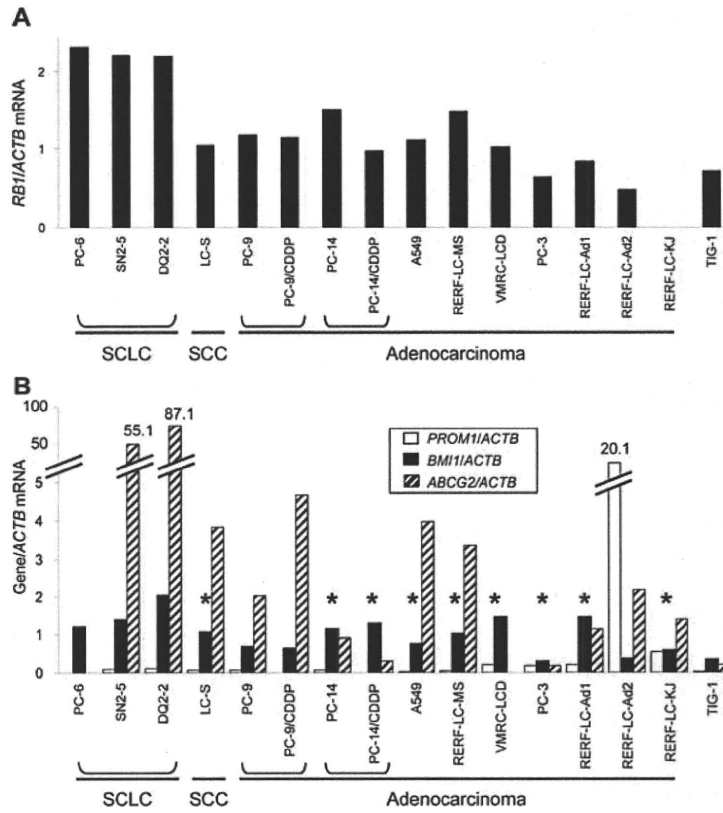 A
RB1/ACTB mRNA
2
1
0
PC-6
SN2-5
DQ2-2
LC-S
PC-9
PC-9/CDDP
PC-14
PC-14/CDDP
A549
RERF-LC-MS
VMRC-LCD
PC-3
RERF-LC-Ad1
RERF-LC-Ad2
RERF-LC-KJ
TIG-1
SCLC
SCC
Adenocarcinoma
B
Gene/ACTB mRNA
100
50
5
4
3
2
1
0
55.1
87.1
20.1
PROM1/ACTB
BMI1/ACTB
ABCG2/ACTB
* * * * * * * * *
PC-6
SN2-5
DQ2-2
LC-S
PC-9
PC-9/CDDP
PC-14
PC-14/CDDP
A549
RERF-LC-MS
VMRC-LCD
PC-3
RERF-LC-Ad1
RERF-LC-Ad2
RERF-LC-KJ
TIG-1
SCLC
SCC
Adenocarcinoma